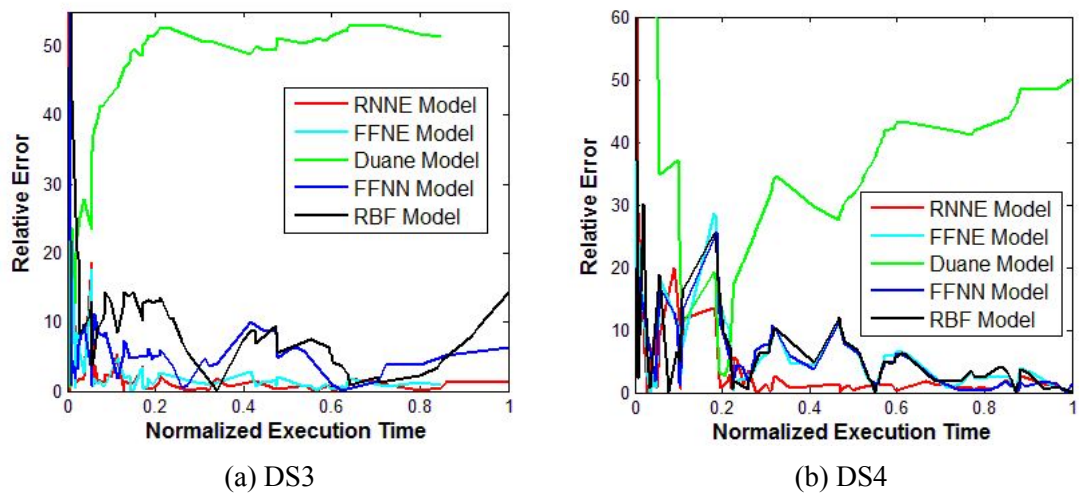 50
40
30
20
10
0
0
0.2
0.4
0.6
0.8
1
Relative Error
Normalized Execution Time
RNNE Model
FFNE Model
Duane Model
FFNN Model
RBF Model
(a) DS3
60
50
40
30
20
10
0
0
0.2
0.4
0.6
0.8
1
Relative Error
Normalized Execution Time
RNNE Model
FFNE Model
Duane Model
FFNN Model
RBF Model
(b) DS4